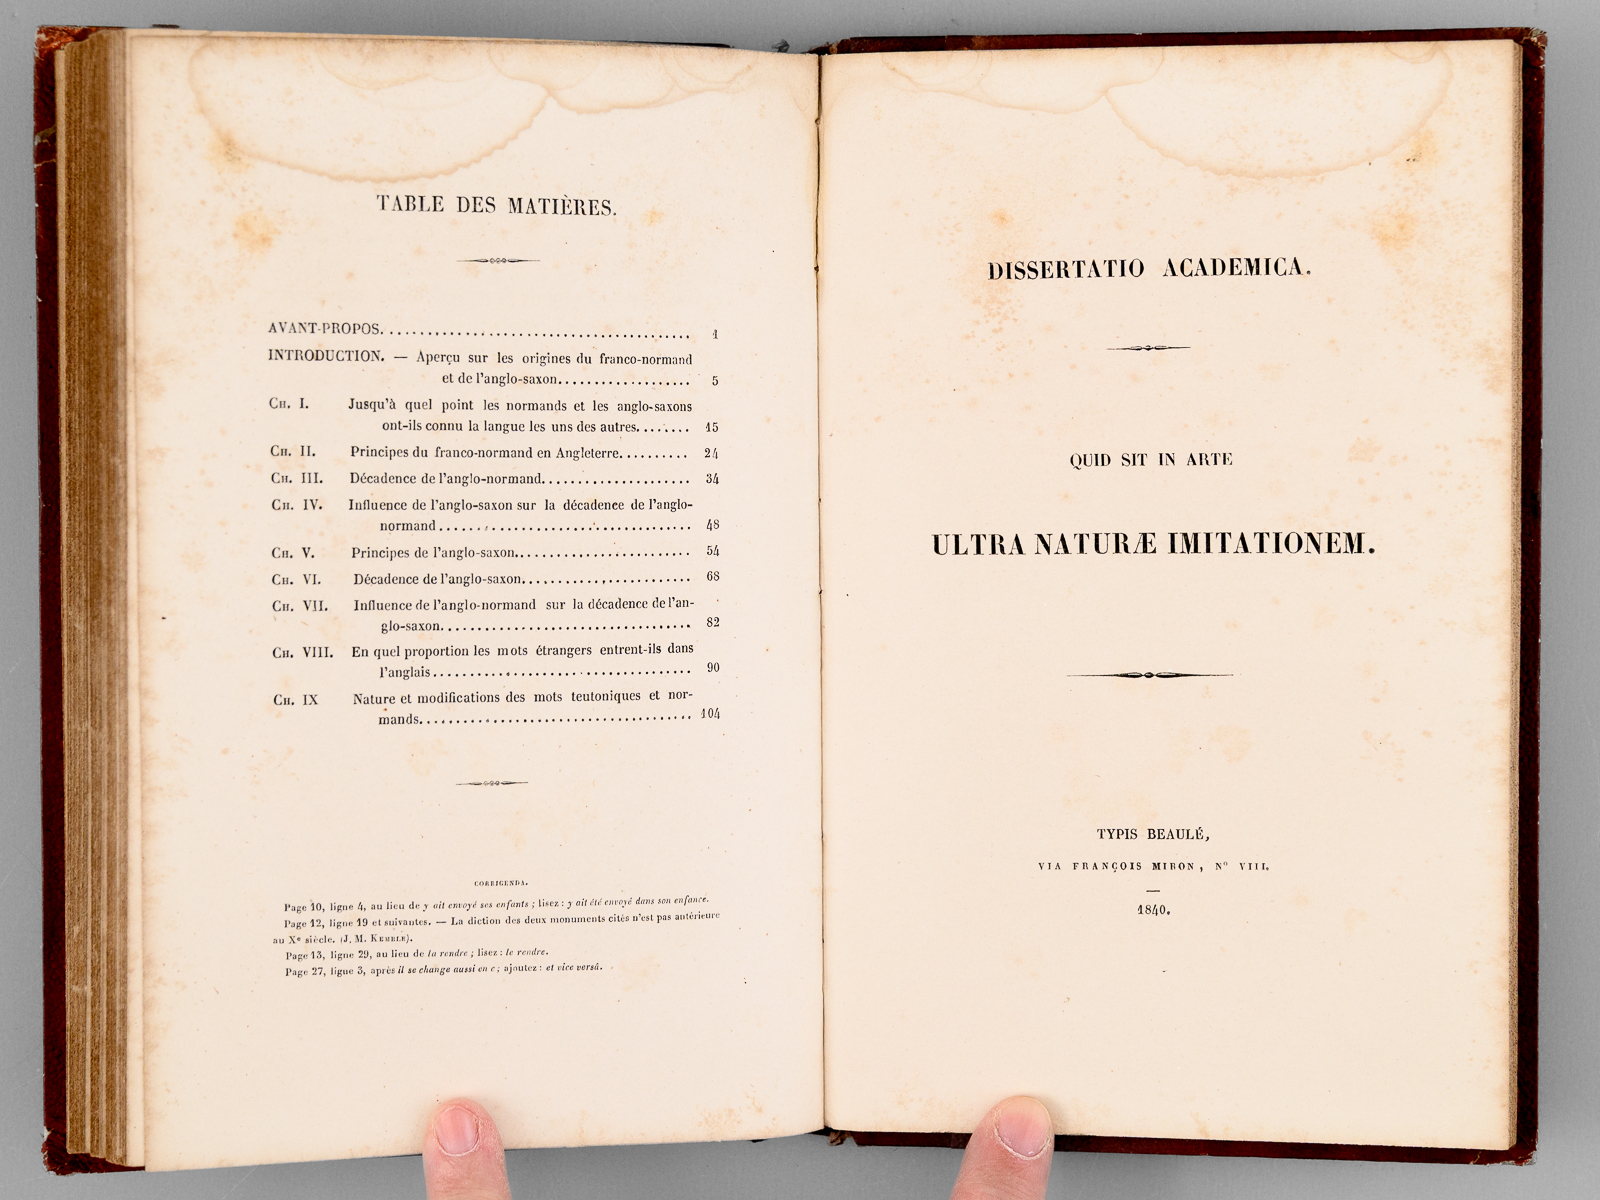 TABLE DES MATIÈRES.
AVANT-PROPOS. 1
INTRODUCTION. — Aperçu sur les origines du franco-normand
et de l'anglo-saxon. 5
CH. I. Jusqu'à quel point les normands et les anglo-saxons
ont-ils connu la langue les uns des autres. 15
CH. II. Principes du franco-normand en Angleterre. 24
CH. III. Décadence de l'anglo-normand. 34
CH. IV. Influence de l'anglo-saxon sur la décadence de l'anglo-
normand 48
CH. V. Principes de l'anglo-saxon. 54
CH. VI. Décadence de l'anglo-saxon. 68
CH. VII. Influence de l'anglo-normand sur la décadence de l'an-
glo-saxon. 82
CH. VIII. En quel proportion les mots étrangers entrent-ils dans
l'anglais 90
CH. IX Nature et modifications des mots teutoniques et nor-
mands. 104
CORRIGENDA.
Page 10, ligne 4, au lieu de y ait envoyé ses enfants ; lisez : y ait été envoyé dans son enfance.
Page 12, ligne 19 et suivantes. — La diction des deux monuments cités n'est pas antérieure
au Xe siècle. (J. M. KEMBLE).
Page 13, ligne 29, au lieu de la rendre ; lisez : le rendre.
Page 27, ligne 3, après il se change aussi en c ; ajoutez : et vice versâ.
DISSERTATIO ACADEMICA.
QUID SIT IN ARTE
ULTRA NATURÆ IMITATIONEM.
TYPIS BEAULÉ,
VIA FRANÇOIS MIRON, N° VIII.
1840.